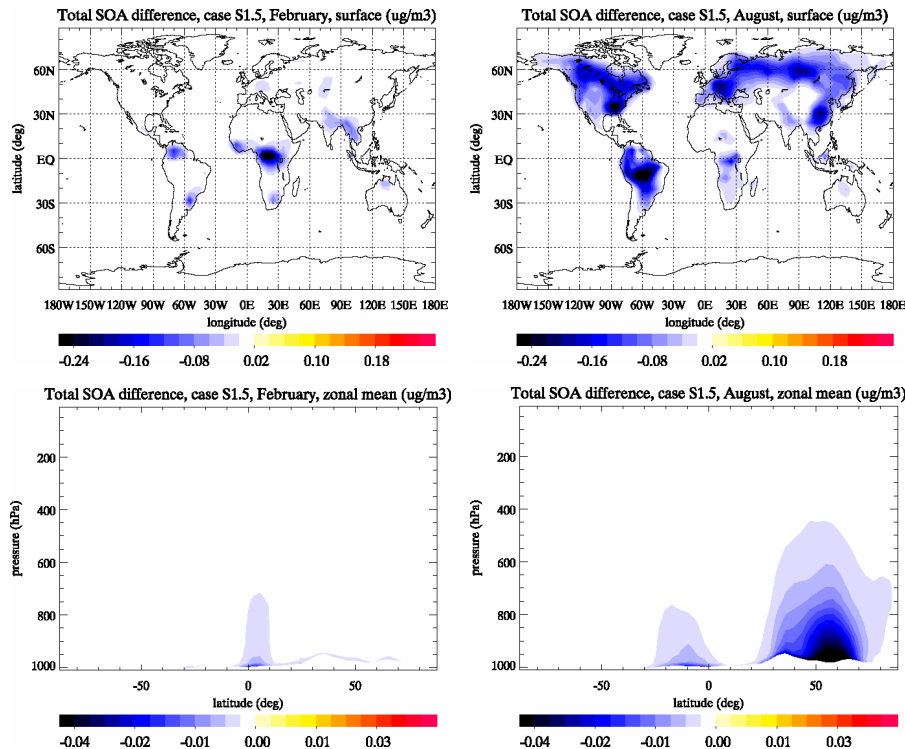 Total SOA difference, case S1.5, February, surface (ug/m3)
latitude (deg)
60N
30N
EQ
30S
60S
180W 150W 120W 90W 60W 30W 0E 30E 60E 90E 120E 150E 180E
longitude (deg)
-0.24 -0.16 -0.08 0.02 0.10 0.18
Total SOA difference, case S1.5, August, surface (ug/m3)
latitude (deg)
60N
30N
EQ
30S
60S
180W 150W 120W 90W 60W 30W 0E 30E 60E 90E 120E 150E 180E
longitude (deg)
-0.24 -0.16 -0.08 0.02 0.10 0.18
Total SOA difference, case S1.5, February, zonal mean (ug/m3)
pressure (hPa)
200
400
600
800
1000
-50 0 50
latitude (deg)
-0.04 -0.02 -0.01 0.00 0.01 0.03
Total SOA difference, case S1.5, August, zonal mean (ug/m3)
pressure (hPa)
200
400
600
800
1000
-50 0 50
latitude (deg)
-0.04 -0.02 -0.01 0.00 0.01 0.03